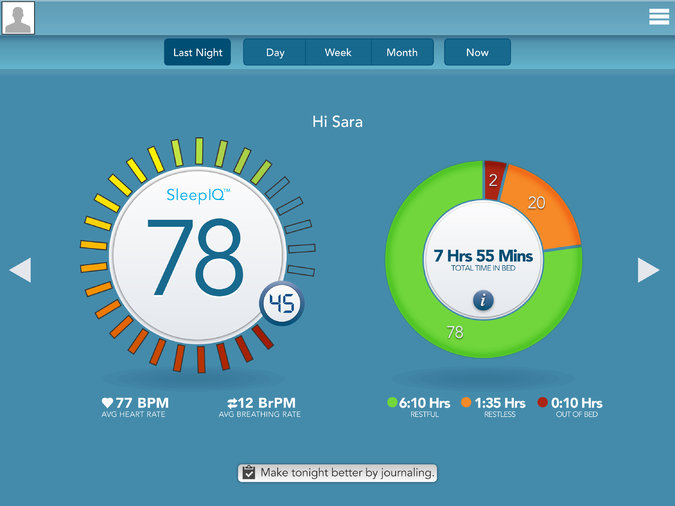 Last Night
Day
Week
Month
Now
Hi Sara
SleepIQ™
78
45
77 BPM
AVG HEART RATE
12 BrPM
AVG BREATHING RATE
2
20
7 Hrs 55 Mins
TOTAL TIME IN BED
i
78
6:10 Hrs
RESTFUL
1:35 Hrs
RESTLESS
0:10 Hrs
OUT OF BED
Make tonight better by journaling.